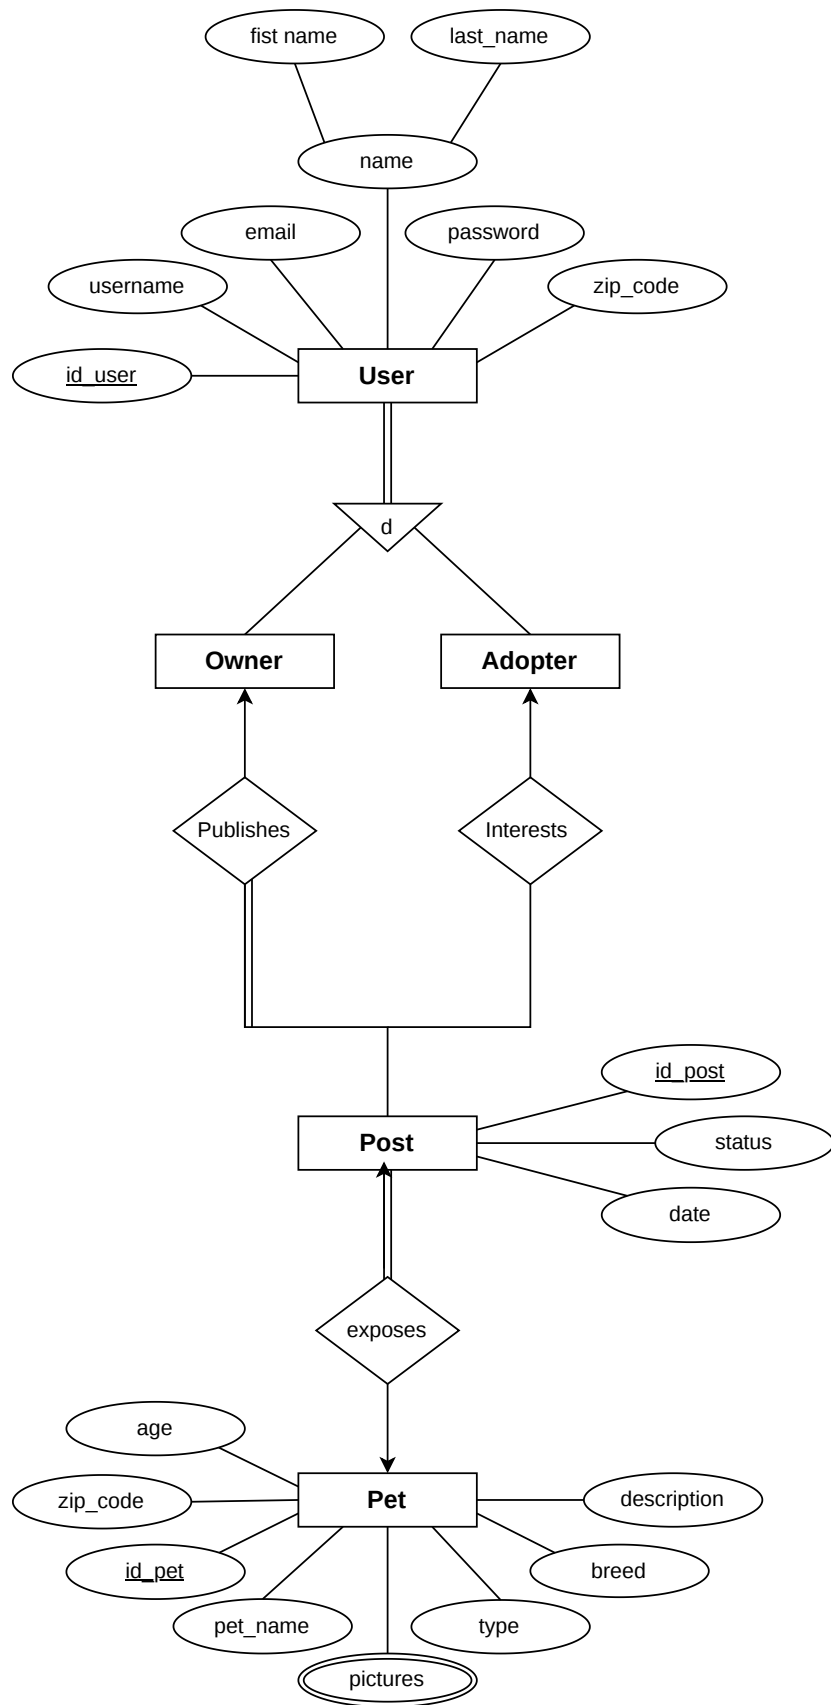 fist name
last_name
name
email
password
username
zip_code
id_user
User
d
Owner
Adopter
Publishes
Interests
id_post
Post
status
date
exposes
age
zip_code
Pet
description
id_pet
breed
pet_name
type
pictures